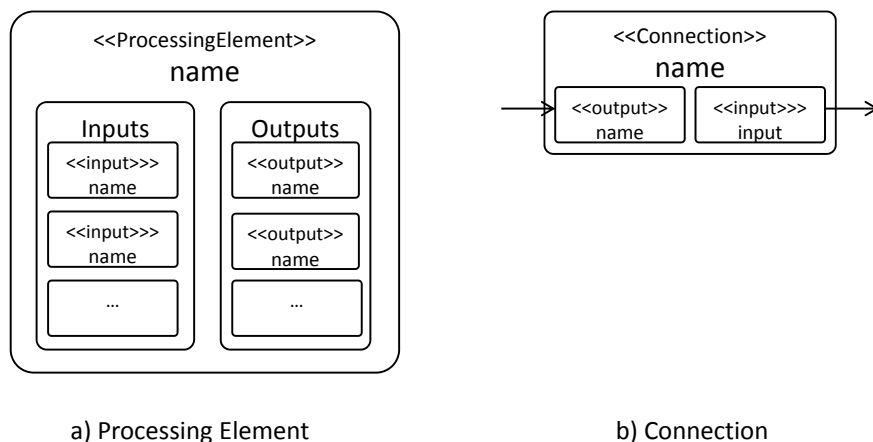 <<ProcessingElement>>
name
Inputs
<<input>>>
name
<<input>>>
name
...
Outputs
<<output>>
name
<<output>>
name
...
a) Processing Element
<<Connection>>
name
<<output>>
name
<<input>>>
input
b) Connection